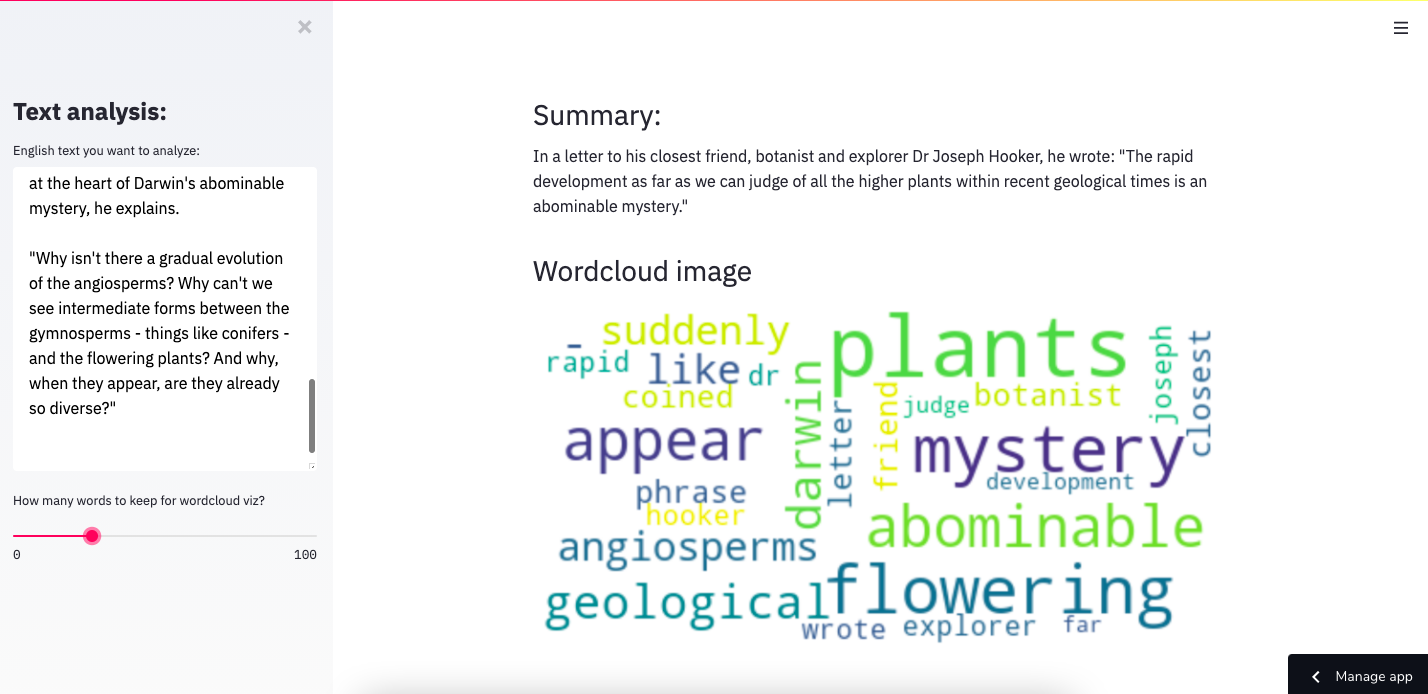 ×
Text analysis:
English text you want to analyze:
at the heart of Darwin's abominable
mystery, he explains.
"Why isn't there a gradual evolution
of the angiosperms? Why can't we
see intermediate forms between the
gymnosperms - things like conifers -
and the flowering plants? And why,
when they appear, are they already
so diverse?"
How many words to keep for wordcloud viz?
0 100
Summary:
In a letter to his closest friend, botanist and explorer Dr Joseph Hooker, he wrote: "The rapid
development as far as we can judge of all the higher plants within recent geological times is an
abominable mystery."
Wordcloud image
-
suddenly
plants
rapid
like
dr
coined
darwin
letter
friend
judge
botanist
joseph
closest
appear
mystery
phrase
development
hooker
abominable
angiosperms
flowering
geological
wrote
explorer
far
Manage app